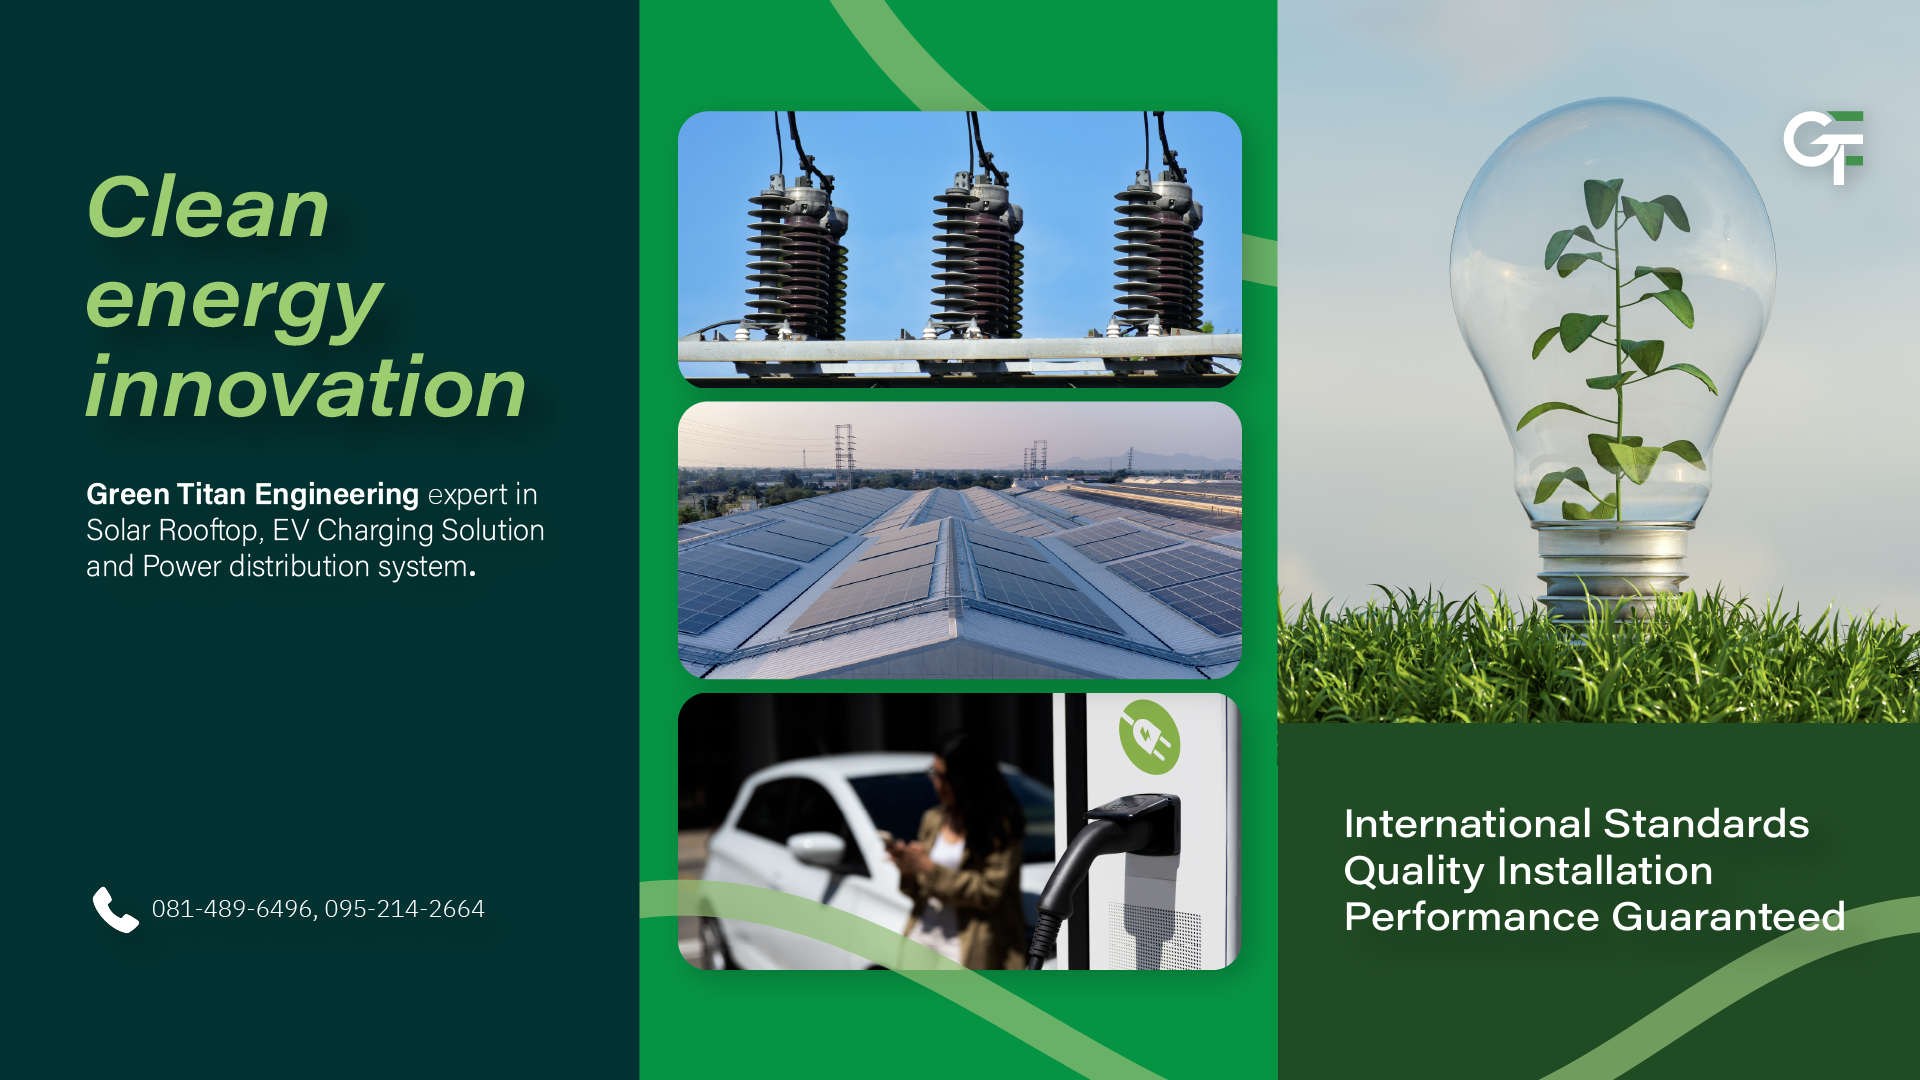 Clean
energy
innovation
Green Titan Engineering expert in
Solar Rooftop, EV Charging Solution
and Power distribution system.
081-489-6496, 095-214-2664
GTE
International Standards
Quality Installation
Performance Guaranteed